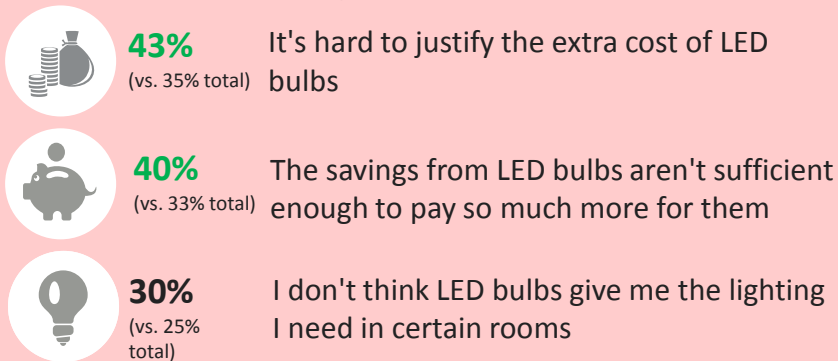 43%
(vs. 35% total)
It's hard to justify the extra cost of LED
bulbs
40%
(vs. 33% total)
The savings from LED bulbs aren't sufficient
enough to pay so much more for them
30%
(vs. 25%
total)
I don't think LED bulbs give me the lighting
I need in certain rooms